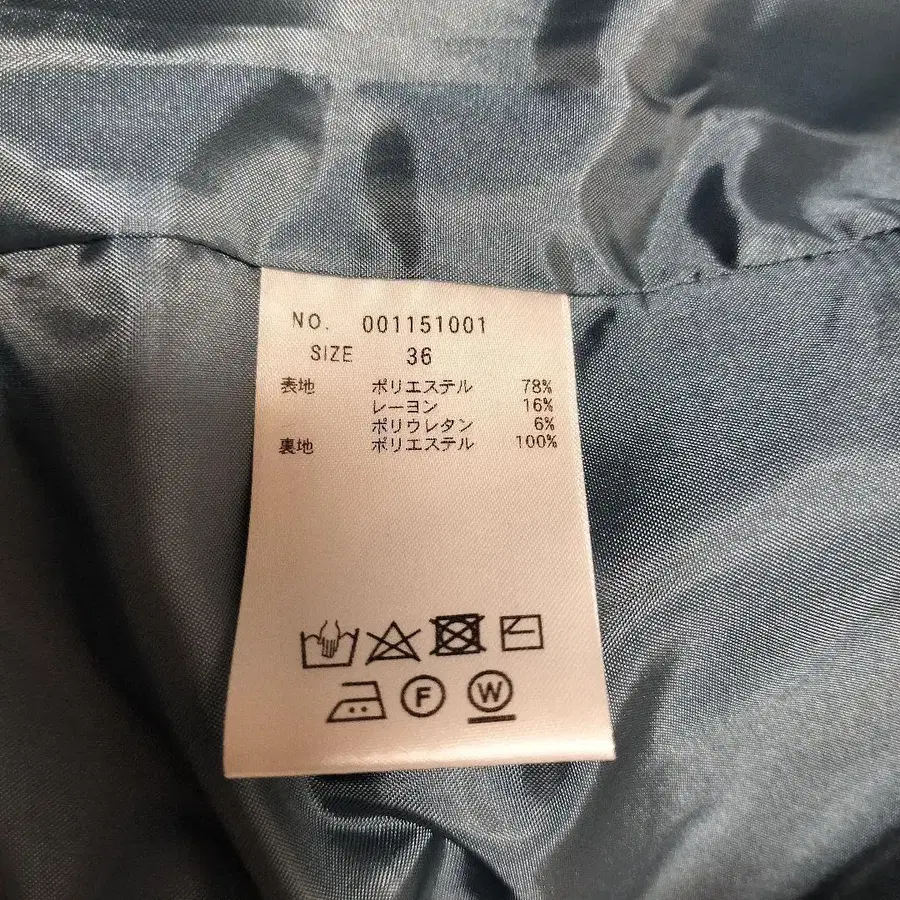 NO. 001151001
SIZE 36
表地 ポリエステル 78%
レーヨン 16%
ポリウレタン 6%
裏地 ポリエステル 100%
F W